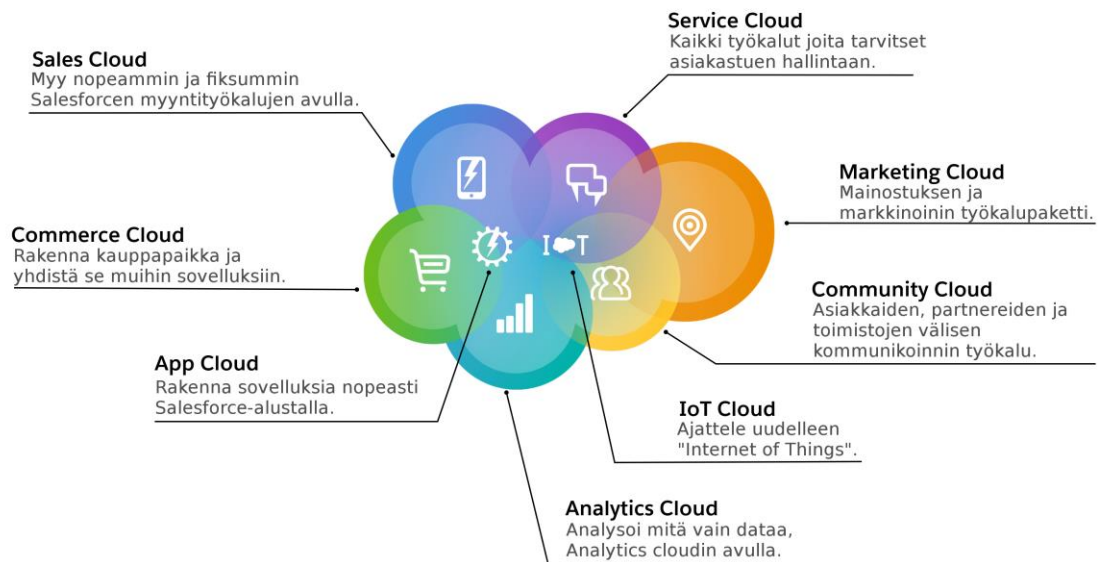 Service Cloud
Kaikki työkalut joita tarvitset
asiakastuen hallintaan.
Sales Cloud
Myy nopeammin ja fiksummin
Salesforcen myyntityökalujen avulla.
Marketing Cloud
Mainostuksen ja
markkinoinin työkalupaketti.
Commerce Cloud
Rakenna kauppapaikka ja
yhdistä se muihin sovelluksiin.
IoT
Community Cloud
Asiakkaiden, partnereiden ja
toimistojen välisen
kommunikoinnin työkalu.
App Cloud
Rakenna sovelluksia nopeasti
Salesforce-alustalla.
IoT Cloud
Ajattele uudelleen
"Internet of Things".
Analytics Cloud
Analysoi mitä vain dataa,
Analytics cloudin avulla.